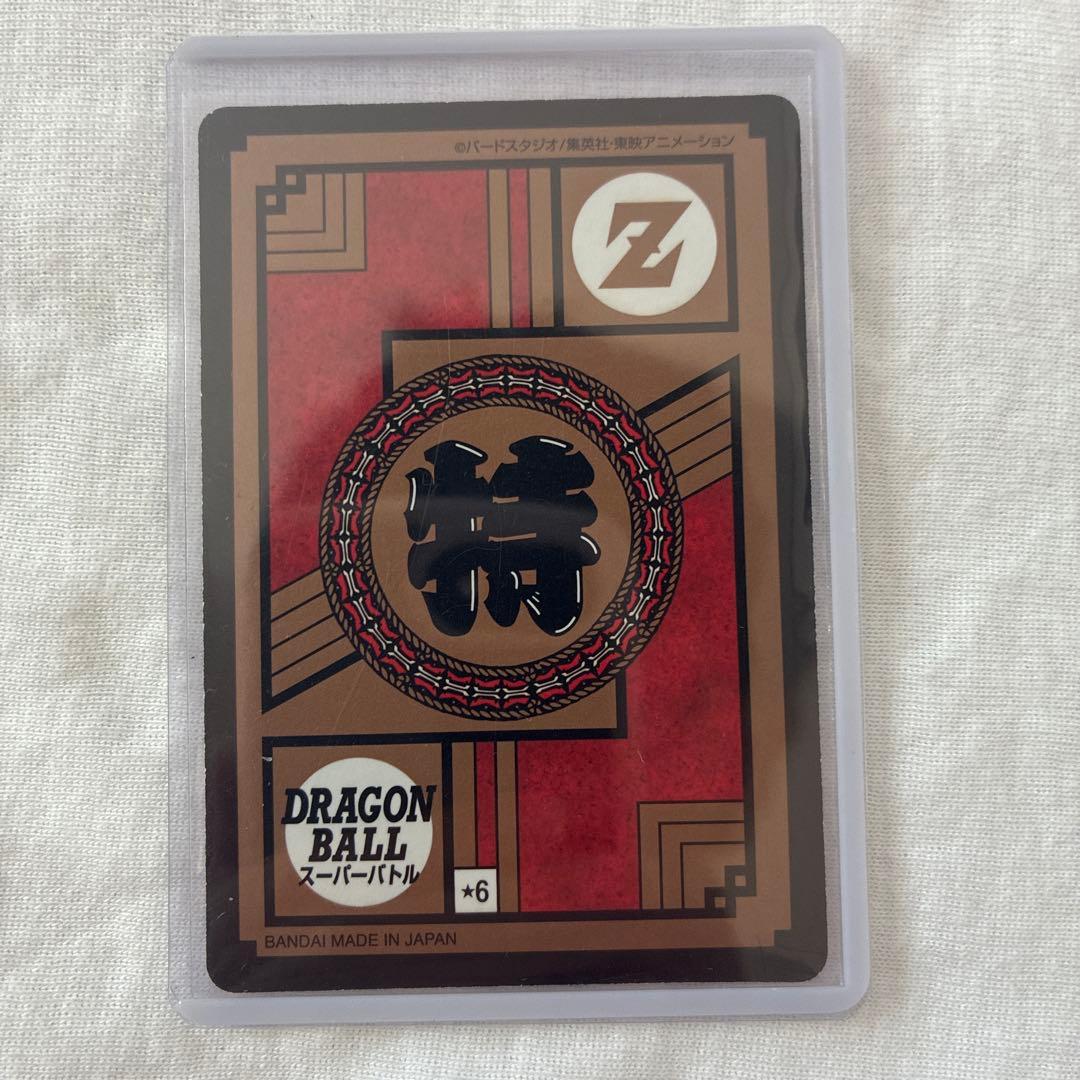 ©バードスタジオ/集英社・東映アニメーション
Z
特
DRAGON
BALL
スーパーバトル
★6
BANDAI MADE IN JAPAN